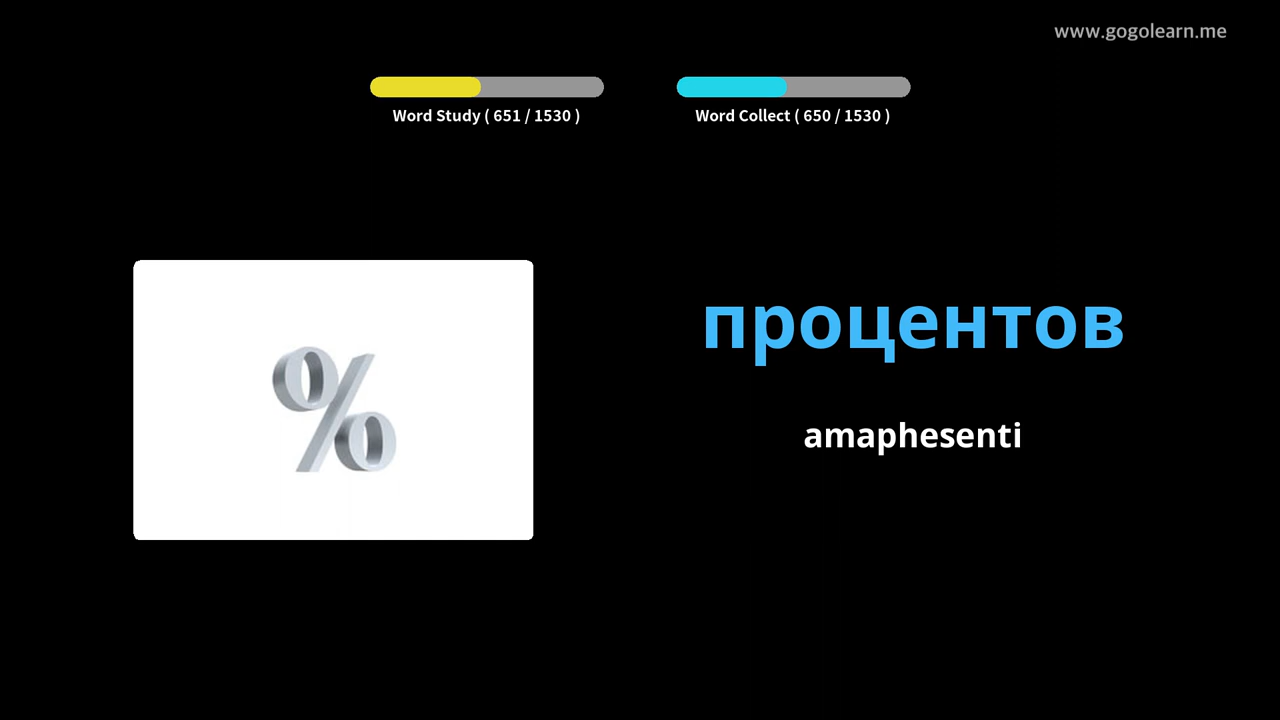 www.gogolearn.me
Word Study ( 651 / 1530 )
Word Collect ( 650 / 1530 )
%
процентов
amaphesenti